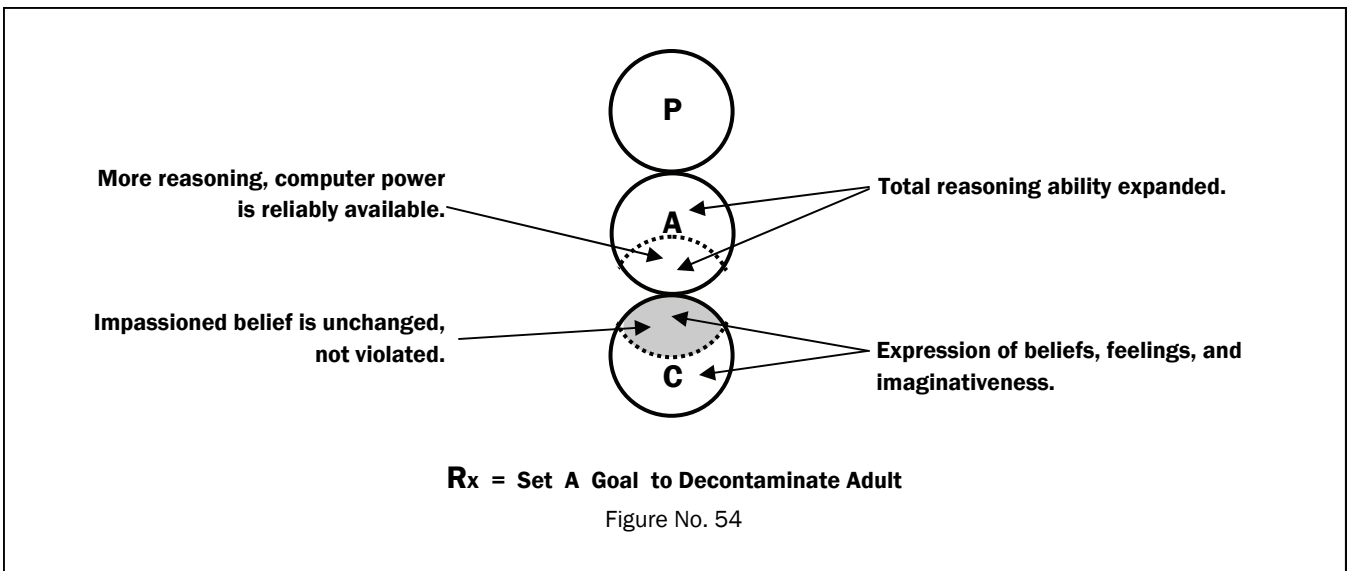 P
More reasoning, computer power
is reliably available.
Total reasoning ability expanded.
A
Impassioned belief is unchanged,
not violated.
Expression of beliefs, feelings, and
imaginativeness.
C
Rx = Set A Goal to Decontaminate Adult
Figure No. 54